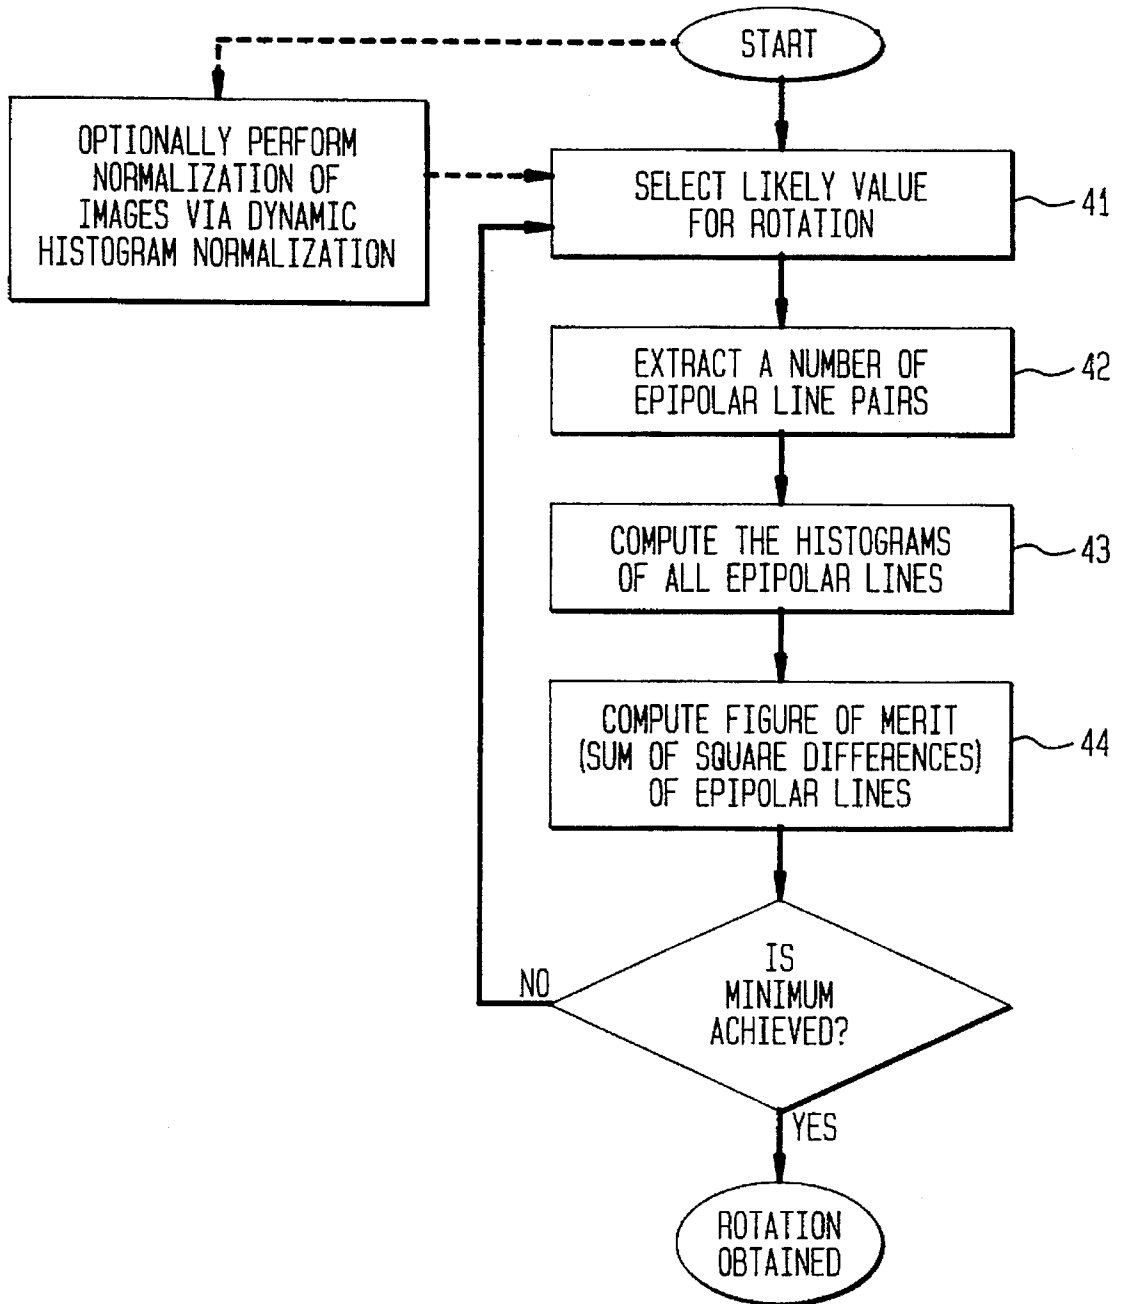 START
OPTIONALLY PERFORM
NORMALIZATION OF
IMAGES VIA DYNAMIC
HISTOGRAM NORMALIZATION
SELECT LIKELY VALUE
FOR ROTATION
41
EXTRACT A NUMBER OF
EPIPOLAR LINE PAIRS
42
COMPUTE THE HISTOGRAMS
OF ALL EPIPOLAR LINES
43
COMPUTE FIGURE OF MERIT
(SUM OF SQUARE DIFFERENCES)
OF EPIPOLAR LINES
44
IS
MINIMUM
ACHIEVED?
NO
YES
ROTATION
OBTAINED